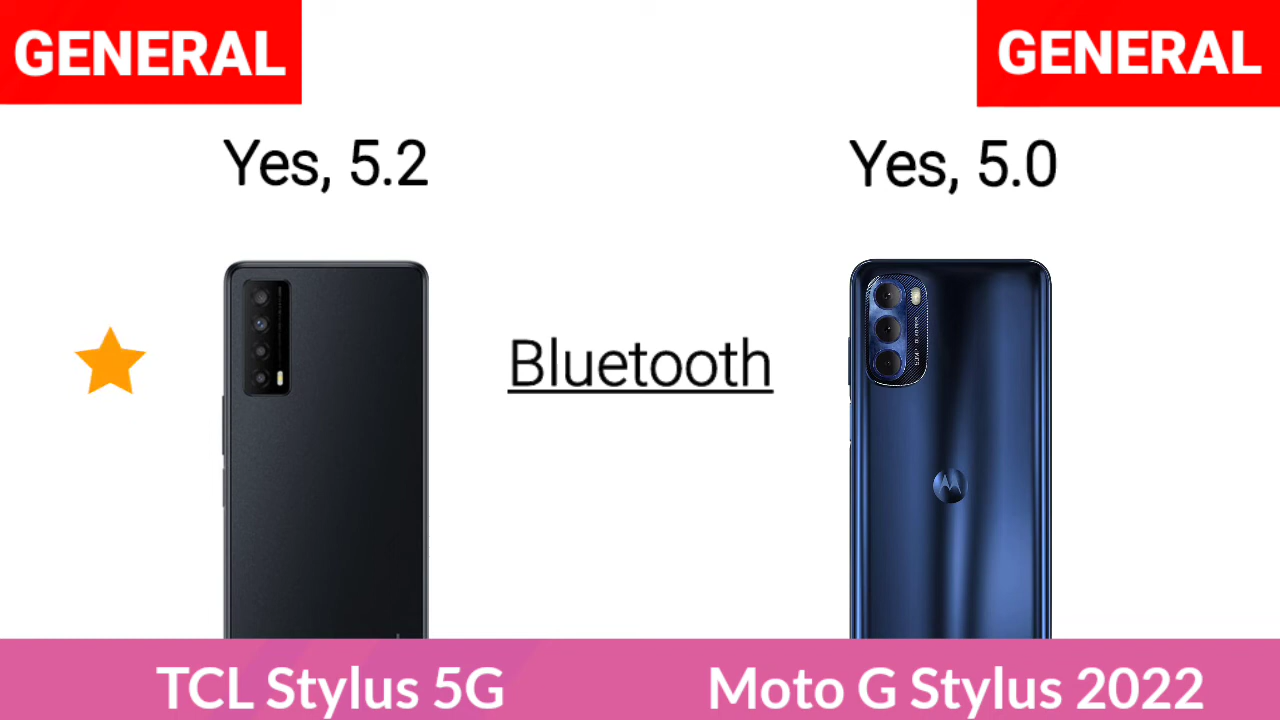 GENERAL
GENERAL
Yes, 5.2
Yes, 5.0
Bluetooth
TCL Stylus 5G
Moto G Stylus 2022